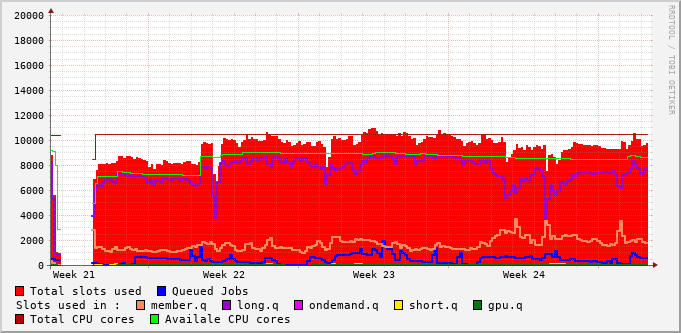 RRDTOOL / TOBI OETIKER
20000
18000
16000
14000
12000
10000
8000
6000
4000
2000
0
Week 21 Week 22 Week 23 Week 24
Total slots used Queued Jobs
Slots used in : member.q long.q ondemand.q short.q gpu.q
Total CPU cores Availale CPU cores